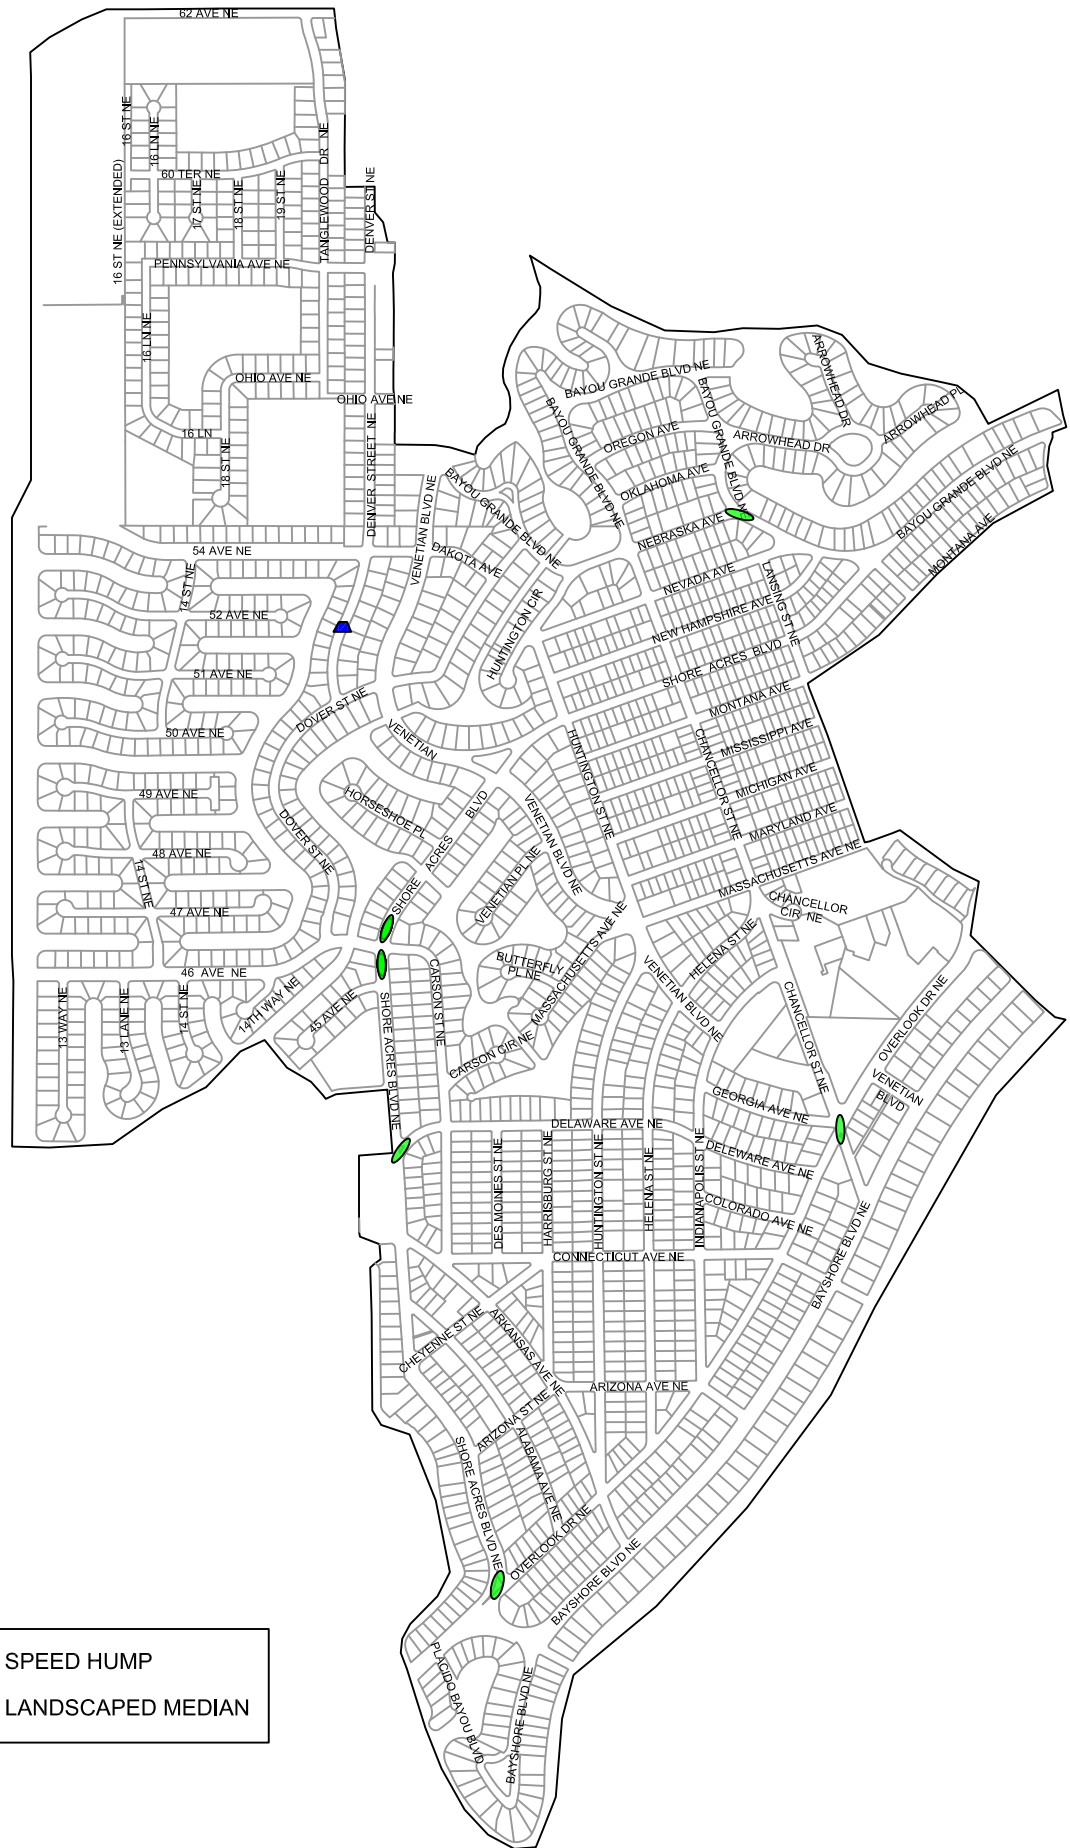 62 AVE NE
16 ST NE
16 LN NE
TANGLEWOOD DR NE
60 TER NE
16 ST NE (EXTENDED)
17 ST NE
18 ST NE
19 ST NE
DENVER ST NE
PENNSYLVANIA AVE NE
16 LN NE
OHIO AVE NE
OHIO AVE NE
16 LN
18 ST NE
DENVER STREET NE
BAYOU GRANDE BLVD NE
BAYOU GRANDE BLVD NE
BAYOU GRANDE BLVD NE
ARROWHEAD DR
ARROWHEAD DR
ARROWHEAD PL
OREGON AVE
OKLAHOMA AVE
NEBRASKA AVE
BAYOU GRANDE BLVD NE
MONTANA AVE
VENETIAN BLVD NE
BAYOU GRANDE BLVD NE
DAKOTA AVE
54 AVE NE
14 ST NE
52 AVE NE
51 AVE NE
50 AVE NE
49 AVE NE
48 AVE NE
14 ST NE
47 AVE NE
46 AVE NE
HUNTINGTON CIR
NEVADA AVE
LANSING ST NE
NEW HAMPSHIRE AVE
SHORE ACRES BLVD
MONTANA AVE
MISSISSIPPI AVE
MICHIGAN AVE
MARYLAND AVE
MASSACHUSETTS AVE NE
DOVER ST NE
VENETIAN
HUNTINGTON ST NE
CHANCELLOR ST NE
HORSESHOE PL
SHORE ACRES BLVD
VENETIAN BLVD NE
DOVER ST NE
VENETIAN PL NE
CHANCELLOR
CIR NE
BUTTERFLY
PL NE
MASSACHUSETTS AVE NE
HELENA ST NE
VENETIAN BLVD NE
CARSON ST NE
CARSON CIR NE
CHANCELLOR ST NE
OVERLOOK DR NE
VENETIAN
BLVD
13 WAY NE
13 LANE NE
14 ST NE
14TH WAY NE
45 AVE NE
SHORE ACRES BLVD NE
GEORGIA AVE NE
DELAWARE AVE NE
DELEWARE AVE NE
COLORADO AVE NE
DES MOINES ST NE
HARRISBURG ST NE
HUNTINGTON ST NE
HELENA ST NE
INDIANAPOLIS ST NE
CONNECTICUT AVE NE
BAYSHORE BLVD NE
CHEYENNE ST NE
ARKANSAS AVE NE
ARIZONA AVE NE
ARIZONA ST NE
ALABAMA AVE NE
SHORE ACRES BLVD NE
OVERLOOK DR NE
BAYSHORE BLVD NE
PLACIDO BAYOU BLVD
BAYSHORE BLVD NE
SPEED HUMP
LANDSCAPED MEDIAN